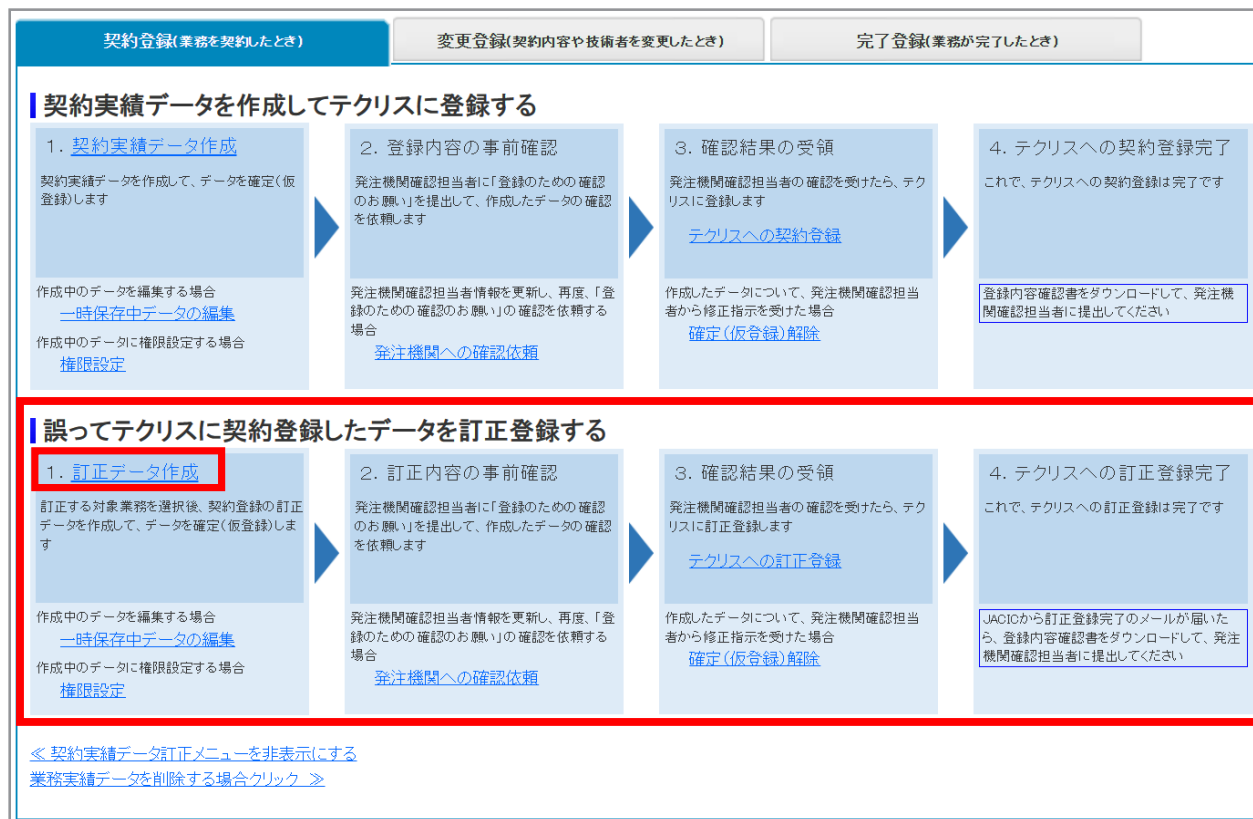 契約登録(業務を契約したとき)
変更登録(契約内容や技術者を変更したとき)
完了登録(業務が完了したとき)
契約実績データを作成してテクリスに登録する
1. 契約実績データ作成
契約実績データを作成して、データを確定(仮
登録)します
作成中のデータを編集する場合
一時保存中データの編集
作成中のデータに権限設定する場合
権限設定
2. 登録内容の事前確認
発注機関確認担当者に「登録のための確認
のお願い」を提出して、作成したデータの確認
を依頼します
発注機関確認担当者情報を更新し、再度、「登
録のための確認のお願い」の確認を依頼する
場合
発注機関への確認依頼
3. 確認結果の受領
発注機関確認担当者の確認を受けたら、テク
リスに登録します
テクリスへの契約登録
作成したデータについて、発注機関確認担当
者から修正指示を受けた場合
確定(仮登録)解除
4. テクリスへの契約登録完了
これで、テクリスへの契約登録は完了です
登録内容確認書をダウンロードして、発注機
関確認担当者に提出してください
誤ってテクリスに契約登録したデータを訂正登録する
1. 訂正データ作成
訂正する対象業務を選択後、契約登録の訂正
データを作成して、データを確定(仮登録)しま
す
作成中のデータを編集する場合
一時保存中データの編集
作成中のデータに権限設定する場合
権限設定
2. 訂正内容の事前確認
発注機関確認担当者に「登録のための確認
のお願い」を提出して、作成したデータの確認
を依頼します
発注機関確認担当者情報を更新し、再度、「登
録のための確認のお願い」の確認を依頼する
場合
発注機関への確認依頼
3. 確認結果の受領
発注機関確認担当者の確認を受けたら、テク
リスに訂正登録します
テクリスへの訂正登録
作成したデータについて、発注機関確認担当
者から修正指示を受けた場合
確定(仮登録)解除
4. テクリスへの訂正登録完了
これで、テクリスへの訂正登録は完了です
JACICから訂正登録完了のメールが届いた
ら、登録内容確認書をダウンロードして、発注
機関確認担当者に提出してください
≪ 契約実績データ訂正メニューを非表示にする
業務実績データを削除する場合クリック ≫